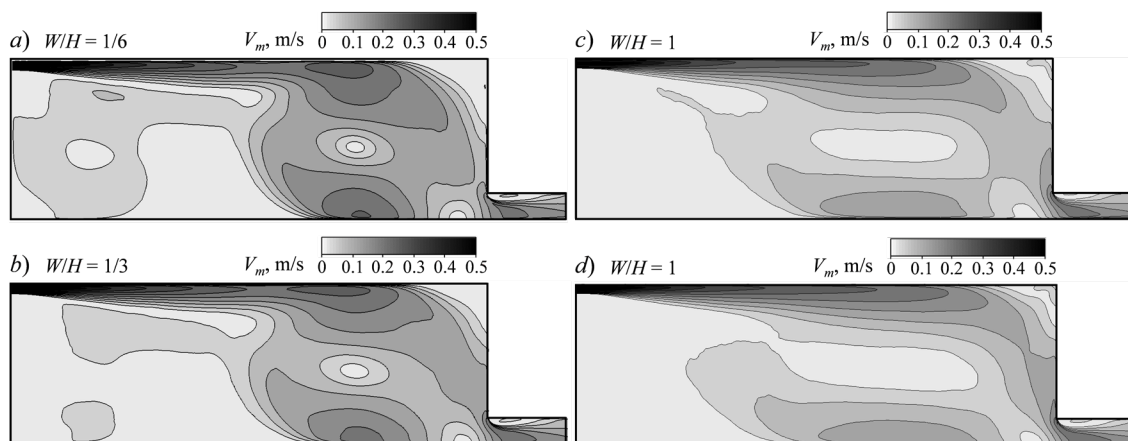 a) W/H = 1/6 V_m, m/s
0 0.1 0.2 0.3 0.4 0.5
c) W/H = 1 V_m, m/s
0 0.1 0.2 0.3 0.4 0.5
b) W/H = 1/3 V_m, m/s
0 0.1 0.2 0.3 0.4 0.5
d) W/H = 1 V_m, m/s
0 0.1 0.2 0.3 0.4 0.5